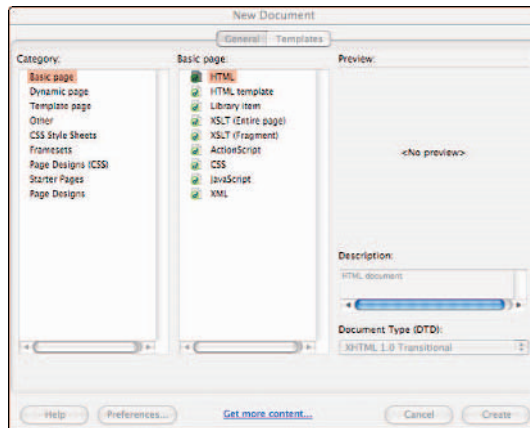 New Document
General Templates
Category:
Basic page
Dynamic page
Template page
Other
CSS Style Sheets
Framesets
Page Designs (CSS)
Starter Pages
Page Designs
Basic page:
HTML
HTML template
Library item
XSLT (Entire page)
XSLT (Fragment)
ActionScript
CSS
JavaScript
XML
Preview:
<No preview>
Description:
HTML document
Document Type (DTD):
XHTML 1.0 Transitional
Help Preferences... Get more content... Cancel Create